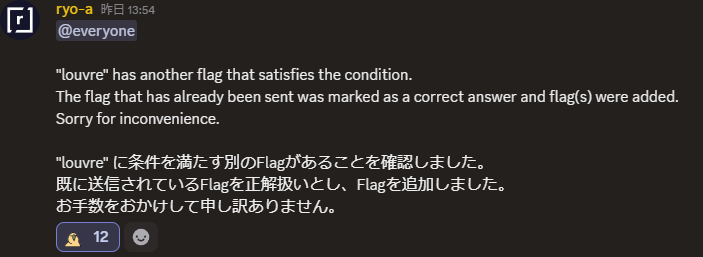 ryo-a 昨日 13:54
@everyone
"louvre" has another flag that satisfies the condition.
The flag that has already been sent was marked as a correct answer and flag(s) were added.
Sorry for inconvenience.
"louvre" に条件を満たす別のFlagがあることを確認しました。
既に送信されているFlagを正解扱いとし、Flagを追加しました。
お手数をおかけして申し訳ありません。
12